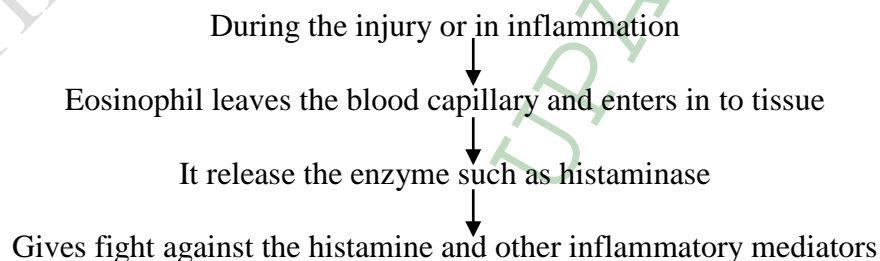 During the injury or in inflammation
Eosinophil leaves the blood capillary and enters in to tissue
It release the enzyme such as histaminase
Gives fight against the histamine and other inflammatory mediators